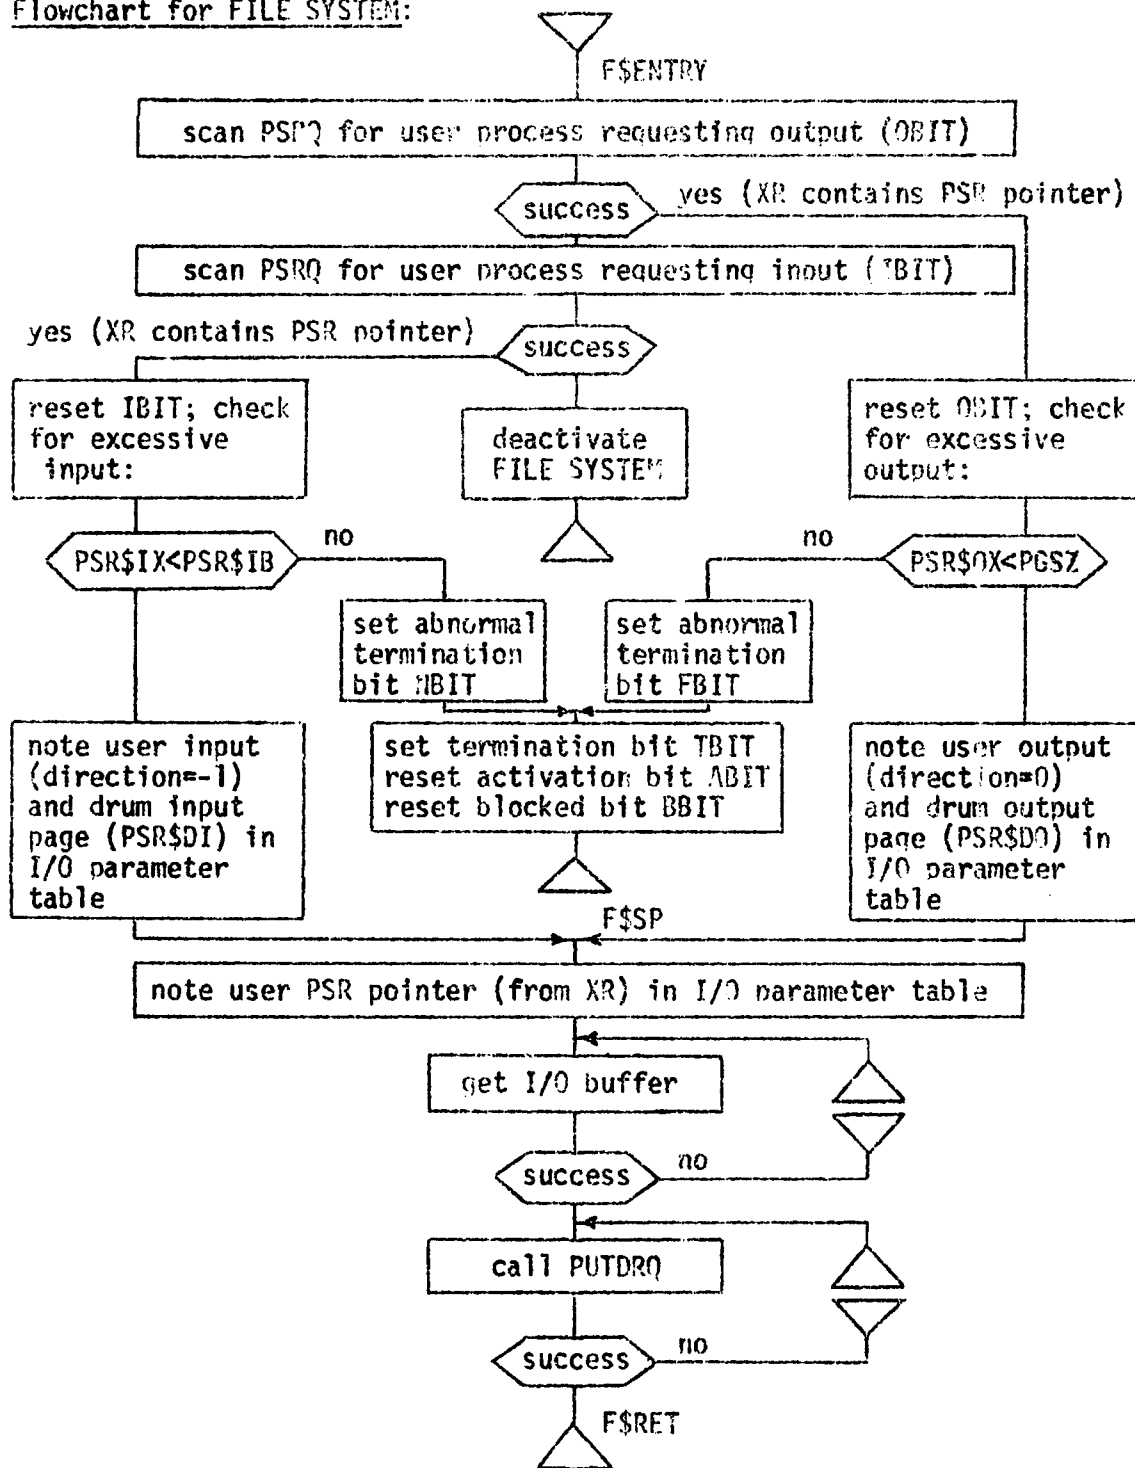 Flowchart for FILE SYSTEM:
F$ENTRY
scan PSRQ for user process requesting output (OBIT)
success
yes (XR contains PSR pointer)
scan PSRQ for user process requesting input (IBIT)
yes (XR contains PSR pointer)
success
reset IBIT; check
for excessive
input:
deactivate
FILE SYSTEM
reset OBIT; check
for excessive
output:
PSR$IX<PSR$IB
no
no
PSR$OX<PGSZ
set abnormal
termination
bit
set abnormal
termination
bit FBIT
note user input
(direction=-1)
and drum input
page (PSR$DI) in
I/O parameter
table
set termination bit TBIT
reset activation bit ABIT
reset blocked bit BBIT
note user output
(direction=0)
and drum output
page (PSR$DO) in
I/O parameter
table
F$SP
note user PSR pointer (from XR) in I/O parameter table
get I/O buffer
success
no
call PUTDRQ
success
no
F$RET